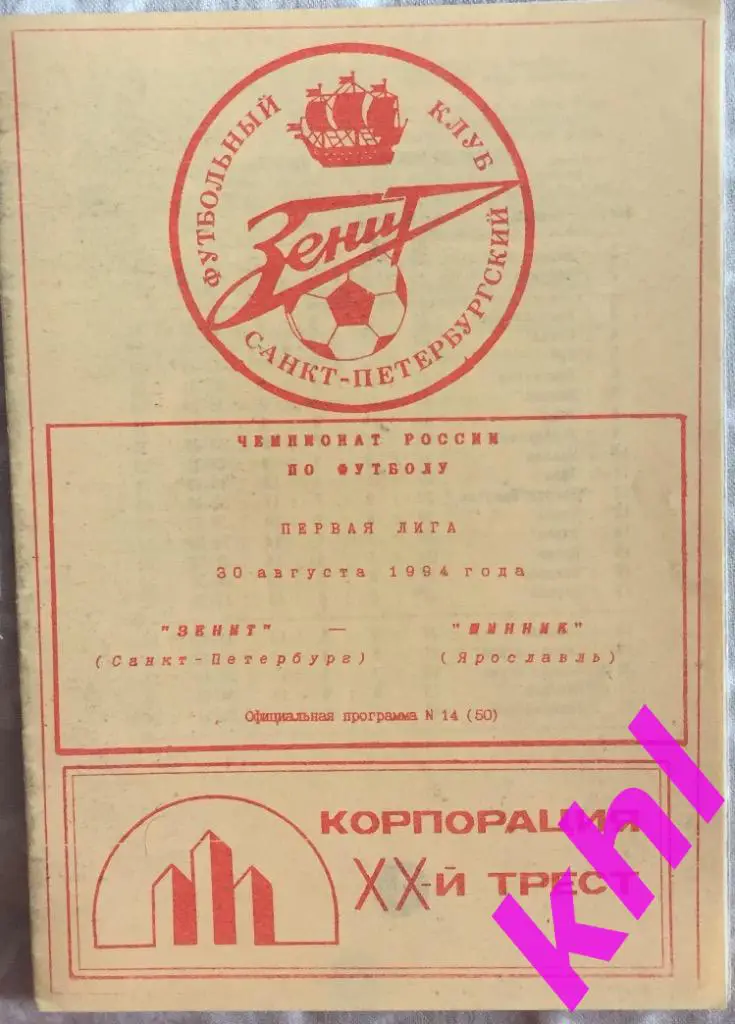 ФУТБОЛЬНЫЙ КЛУБ
Зенит
САНКТ-ПЕТЕРБУРГСКИЙ
ЧЕМПИОНАТ РОССИИ
ПО ФУТБОЛУ
ПЕРВАЯ ЛИГА
30 августа 1994 года
"ЗЕНИТ" — "ШИННИК"
(Санкт-Петербург) (Ярославль)
Официальная программа N 14 (50)
КОРПОРАЦИЯ
XX-Й ТРЕСТ
khl